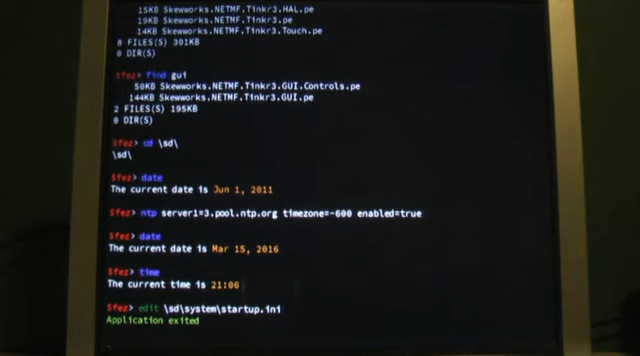 15KB Skewworks.NETMF.Tinkr3.HAL.pe
19KB Skewworks.NETMF.Tinkr3.pe
14KB Skewworks.NETMF.Tinkr3.Touch.pe
8 FILES(S) 301KB
0 DIR(S)
$fez> find gui
50KB Skewworks.NETMF.Tinkr3.GUI.Controls.pe
144KB Skewworks.NETMF.Tinkr3.GUI.pe
2 FILES(S) 195KB
0 DIR(S)
$fez> cd \sd\
\sd\
$fez> date
The current date is Jun 1, 2011
$fez> ntp server1=3.pool.ntp.org timezone=-600 enabled=true
$fez> date
The current date is Mar 15, 2016
$fez> time
The current time is 21:06
$fez> edit \sd\system\startup.ini
Application exited